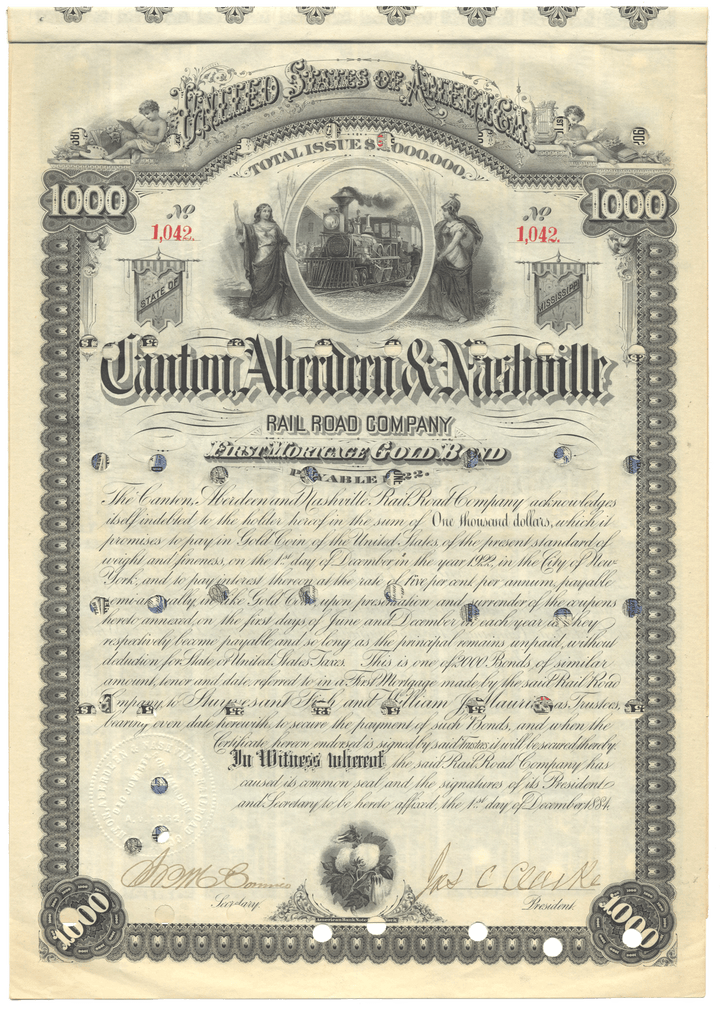 UNITED STATES OF AMERICA.
TOTAL ISSUE $2,000,000.
1000 1000
No No
1,042. 1,042.
STATE OF MISSISSIPPI
Canton, Aberdeen & Nashville
RAIL ROAD COMPANY
FIRST MORTGAGE GOLD BOND
PAYABLE 1922.
The Canton, Aberdeen and Nashville Rail Road Company acknowledges
itself indebted to the holder hereof in the sum of One thousand dollars, which it
promises to pay in Gold Coin of the United States, of the present standard of
weight and fineness, on the 1st day of December in the year 1922, in the City of New
York, and to pay interest thereon at the rate of five per cent. per annum, payable
semi-annually, in like Gold Coin upon presentation and surrender of the coupons
hereto annexed, on the first days of June and December in each year as they
respectively become payable and so long as the principal remains unpaid, without
deduction for State or United States Taxes. This is one of 2000 Bonds, of similar
amount, tenor and date, referred to in a First Mortgage made by the said Rail Road
Company, to Stuyvesant Fish and William J. Mauriac as Trustees,
bearing even date herewith, to secure the payment of such Bonds, and when the
Certificate hereon endorsed is signed by said Trustees it will be secured thereby.
In Witness whereof the said Rail Road Company has
caused its common seal and the signatures of its President
and Secretary to be hereto affixed, the 1st day of December, 1884.
Jas C Clarke
Secretary. President.
1000 1000